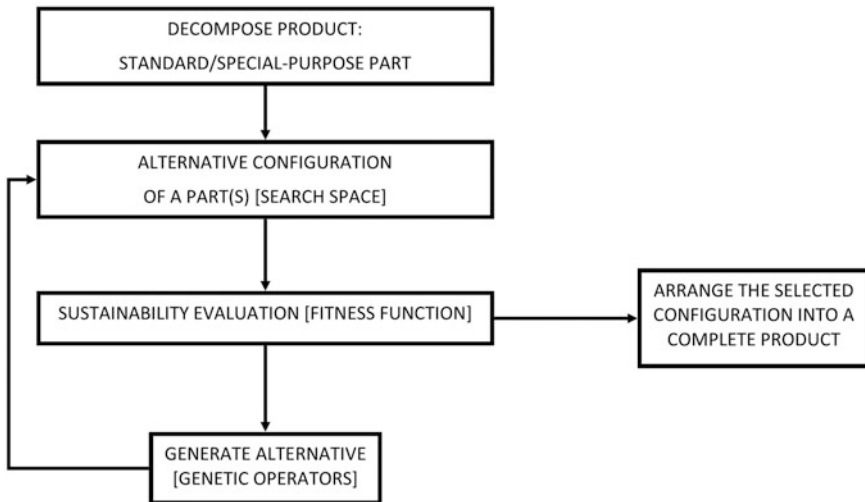 DECOMPOSE PRODUCT:
STANDARD/SPECIAL-PURPOSE PART
ALTERNATIVE CONFIGURATION
OF A PART(S) [SEARCH SPACE]
SUSTAINABILITY EVALUATION [FITNESS FUNCTION]
ARRANGE THE SELECTED
CONFIGURATION INTO A
COMPLETE PRODUCT
GENERATE ALTERNATIVE
[GENETIC OPERATORS]